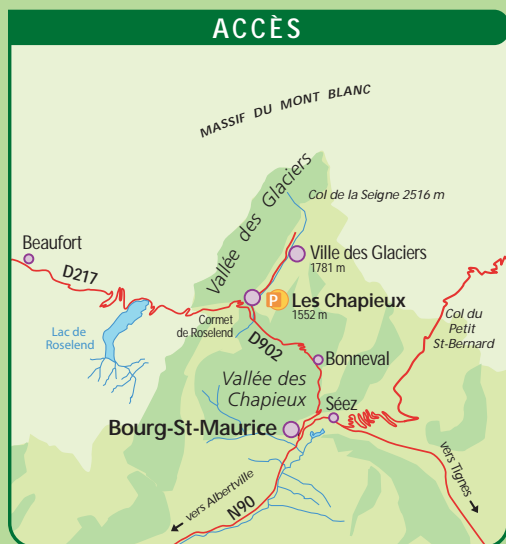 ACCÈS
MASSIF DU MONT BLANC
Vallée des Glaciers
Col de la Seigne 2516 m
Beaufort
Ville des Glaciers
1781 m
D217
P
Les Chapieux
1552 m
Cormet
de Roselend
Lac de
Roselend
D902
Col du
Petit
St-Bernard
Bonneval
Vallée des
Chapieux
Séez
Bourg-St-Maurice
vers Tignes
vers Albertville
N90